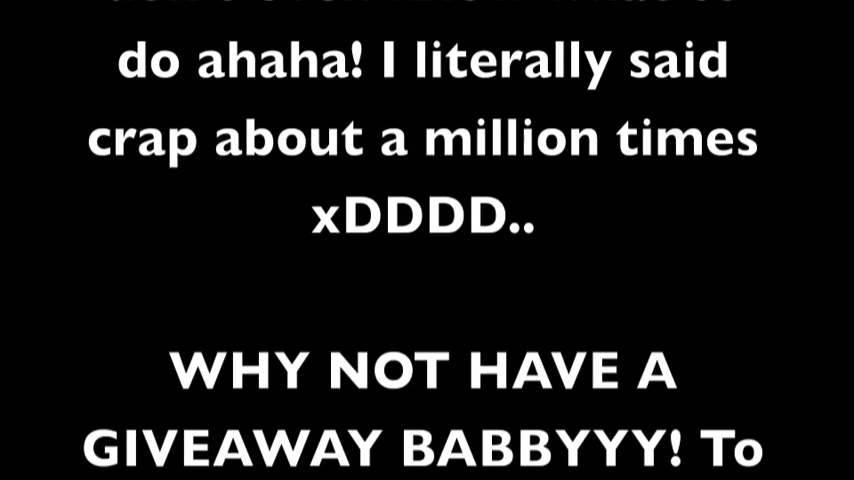 do ahaha! I literally said
crap about a million times
xDDDD..
WHY NOT HAVE A
GIVEAWAY BABBYYY! To